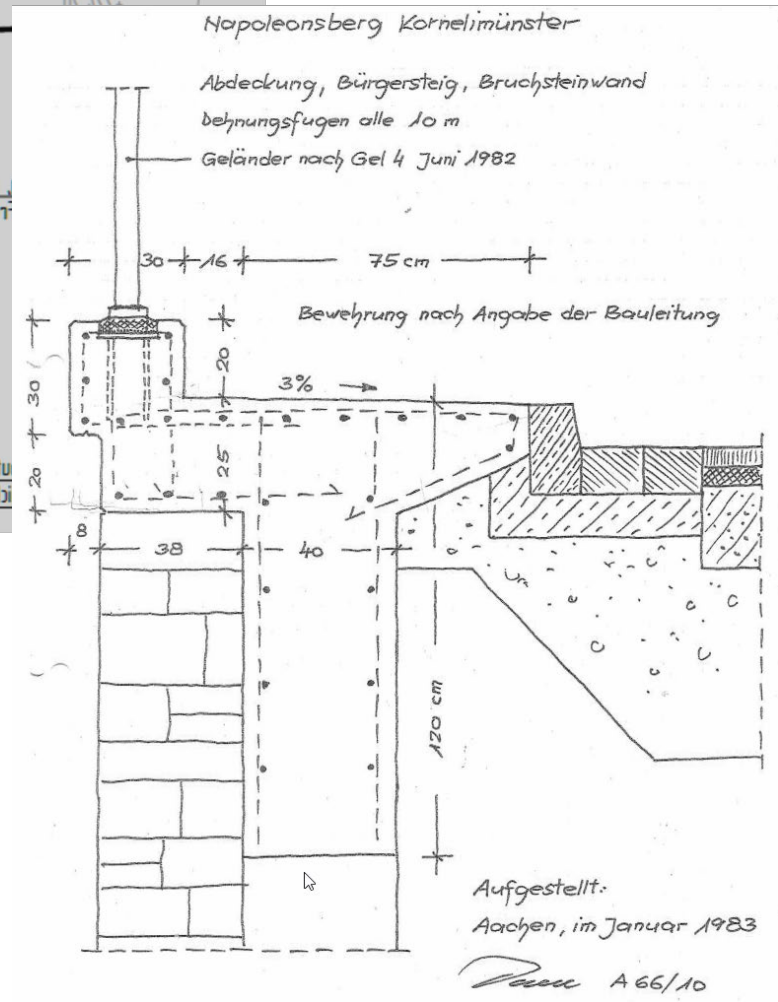 Napoleonsberg Kornelimünster
Abdeckung, Bürgersteig, Bruchsteinwand
Dehnungsfugen alle 10 m
Geländer nach Gel 4 Juni 1982
30
16
75 cm
Bewehrung nach Angabe der Bauleitung
20
3%
30
25
20
8
38
40
120 cm
Aufgestellt:
Aachen, im Januar 1983
A 66/10